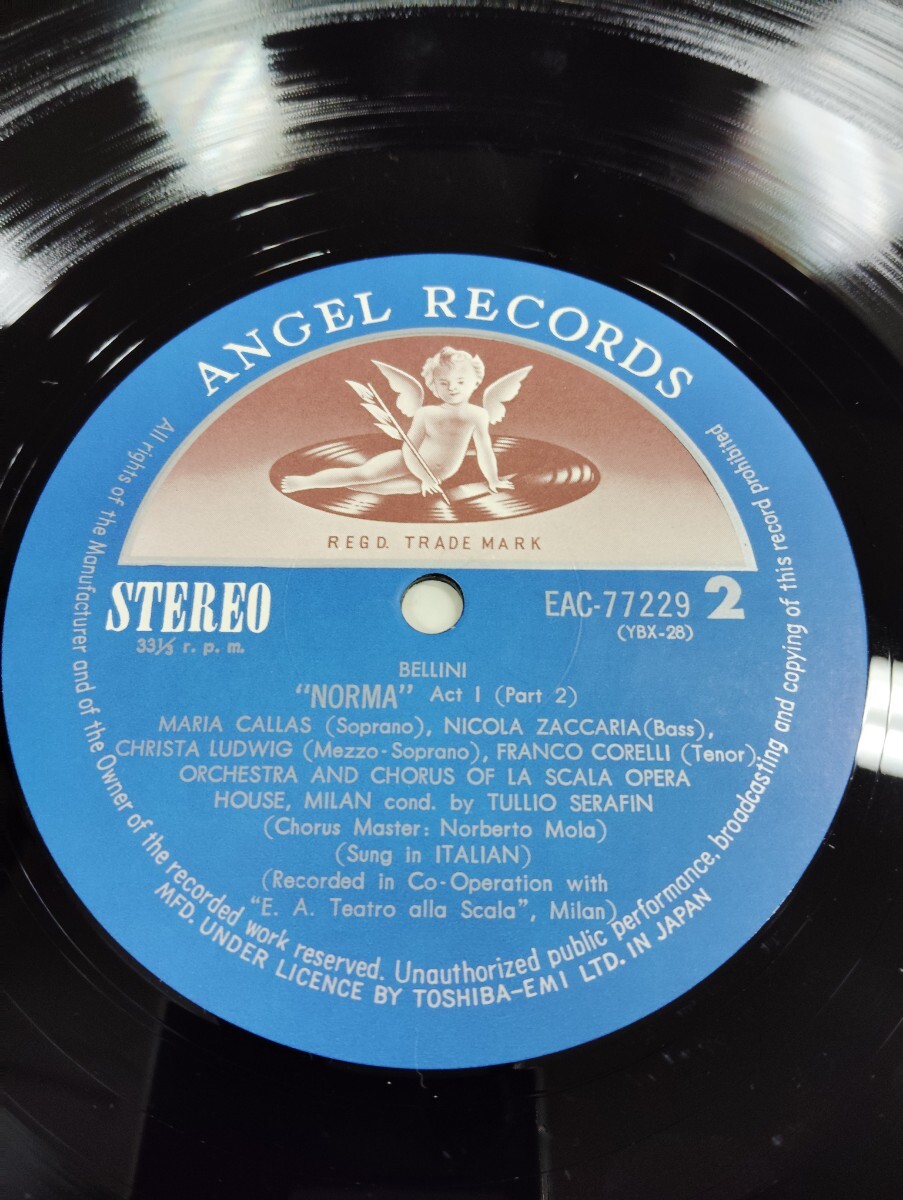 ANGEL RECORDS
REGD. TRADE MARK
STEREO
33⅓ r. p. m.
EAC-77229 2
(YBX-28)
BELLINI
"NORMA" Act I (Part 2)
MARIA CALLAS (Soprano), NICOLA ZACCARIA(Bass),
CHRISTA LUDWIG (Mezzo-Soprano), FRANCO CORELLI (Tenor),
ORCHESTRA AND CHORUS OF LA SCALA OPERA
HOUSE, MILAN cond. by TULLIO SERAFIN
(Chorus Master: Norberto Mola)
(Sung in ITALIAN)
(Recorded in Co-Operation with
"E. A. Teatro alla Scala", Milan)
All rights of the Manufacturer and of the Owner of the recorded work reserved. Unauthorized public performance, broadcasting and copying of this record prohibited
MFD. UNDER LICENCE BY TOSHIBA-EMI LTD. IN JAPAN